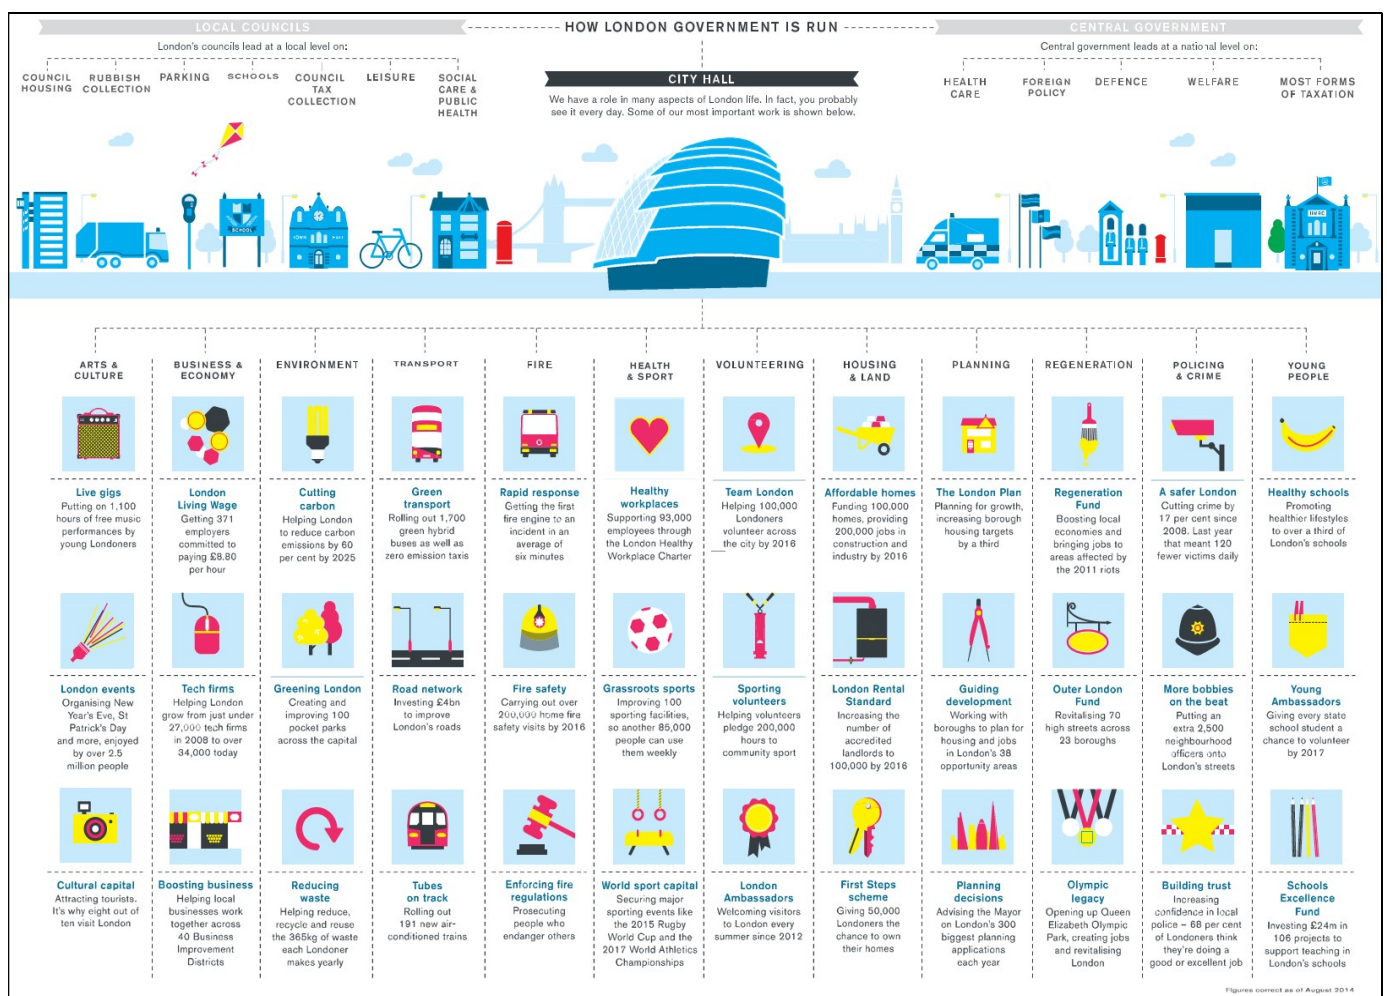 LOCAL COUNCILS
HOW LONDON GOVERNMENT IS RUN
CENTRAL GOVERNMENT
London's councils lead at a local level on:
Central government leads at a national level on:
COUNCIL
HOUSING
RUBBISH
COLLECTION
PARKING
SCHOOLS
COUNCIL
TAX
COLLECTION
LEISURE
SOCIAL
CARE &
PUBLIC
HEALTH
CITY HALL
We have a role in many aspects of London life. In fact, you probably
see it every day. Some of our most important work is shown below.
HEALTH
CARE
FOREIGN
POLICY
DEFENCE
WELFARE
MOST FORMS
OF TAXATION
SCHOOL
TOWN HALL
HMRC
ARTS &
CULTURE
BUSINESS &
ECONOMY
ENVIRONMENT
TRANSPORT
FIRE
HEALTH
& SPORT
VOLUNTEERING
HOUSING
& LAND
PLANNING
REGENERATION
POLICING
& CRIME
YOUNG
PEOPLE
Live gigs
Putting on 1,100
hours of free music
performances by
young Londoners
London
Living Wage
Getting 371
employers
committed to
paying £8.80
per hour
Cutting
carbon
Helping London
to reduce carbon
emissions by 60
per cent by 2025
Green
transport
Rolling out 1,700
green hybrid
buses as well as
zero emission taxis
Rapid response
Getting the first
fire engine to an
incident in an
average of
six minutes
Healthy
workplaces
Supporting 93,000
employees through
the London Healthy
Workplace Charter
Team London
Helping 100,000
Londoners
volunteer across
the city by 2016
Affordable homes
Funding 100,000
homes, providing
200,000 jobs in
construction and
industry by 2016
The London Plan
Planning for growth,
increasing borough
housing targets
by a third
Regeneration
Fund
Boosting local
economies and
bringing jobs to
areas affected by
the 2011 riots
A safer London
Cutting crime by
17 per cent since
2008. Last year
that meant 120
fewer victims daily
Healthy schools
Promoting
healthier lifestyles
to over a third of
London's schools
London events
Organising New
Year's Eve, St
Patrick's Day
and more, enjoyed
by over 2.5
million people
Tech firms
Helping London
grow from just under
27,000 tech firms
in 2008 to over
34,000 today
Greening London
Creating and
improving 100
pocket parks
across the capital
Road network
Investing £4bn
to improve
London's roads
Fire safety
Carrying out over
200,000 home fire
safety visits by 2016
Grassroots sports
Improving 100
sporting facilities,
so another 85,000
people can use
them weekly
Sporting
volunteers
Helping volunteers
pledge 200,000
hours to
community sport
London Rental
Standard
Increasing the
number of
accredited
landlords to
100,000 by 2016
Guiding
development
Working with
boroughs to plan for
housing and jobs
in London's 38
opportunity areas
Outer London
Fund
Revitalising 70
high streets across
23 boroughs
More bobbies
on the beat
Putting an
extra 2,500
neighbourhood
officers onto
London's streets
Young
Ambassadors
Giving every state
school student a
chance to volunteer
by 2017
Cultural capital
Attracting tourists.
It's why eight out of
ten visit London
Boosting business
Helping local
businesses work
together across
40 Business
Improvement
Districts
Reducing
waste
Helping reduce,
recycle and reuse
the 365kg of waste
each Londoner
makes yearly
Tubes
on track
Rolling out
191 new air-
conditioned trains
Enforcing fire
regulations
Prosecuting
people who
endanger others
World sport capital
Securing major
sporting events like
the 2015 Rugby
World Cup and the
2017 World Athletics
Championships
London
Ambassadors
Welcoming visitors
to London every
summer since 2012
First Steps
scheme
Giving 50,000
Londoners the
chance to own
their homes
Planning
decisions
Advising the Mayor
on London's 300
biggest planning
applications
each year
Olympic
legacy
Opening up Queen
Elizabeth Olympic
Park, creating jobs
and revitalising
London
Building trust
Increasing
confidence in local
police – 68 per cent
of Londoners think
they're doing a
good or excellent job
Schools
Excellence
Fund
Investing £24m in
106 projects to
support teaching in
London's schools
Figures correct as of August 2014